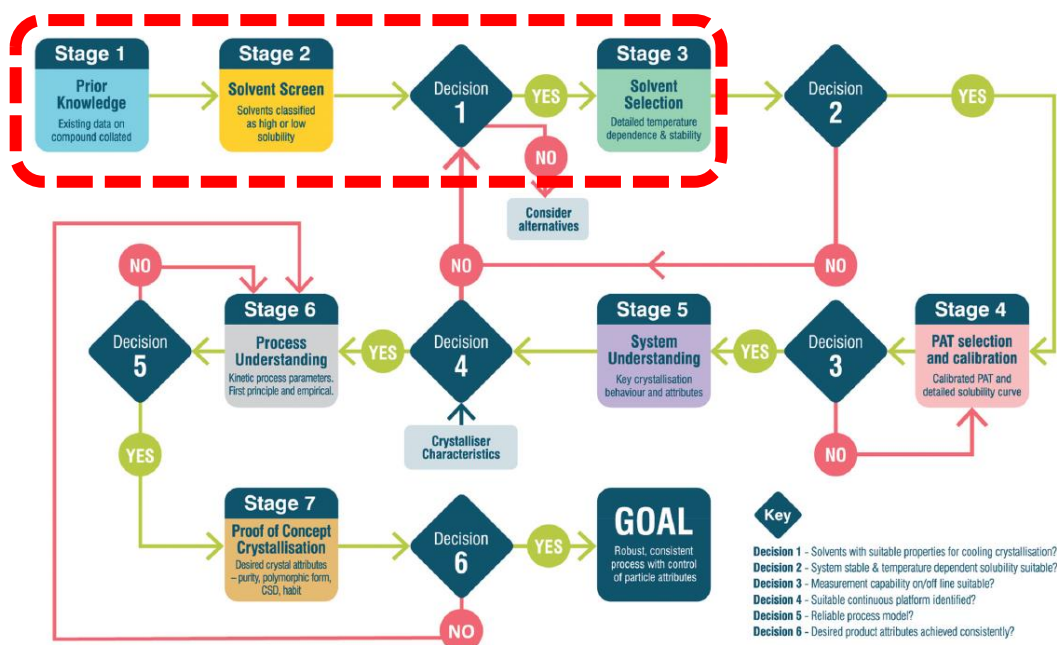 Stage 1
Prior
Knowledge
Existing data on
compound collated
Stage 2
Solvent Screen
Solvents classified
as high or low
solubility
Decision
1
YES
NO
Consider
alternatives
Stage 3
Solvent
Selection
Detailed temperature
dependence & stability
Decision
2
YES
NO
NO
Decision
5
NO
YES
Stage 6
Process
Understanding
Kinetic process parameters.
First principle and empirical.
YES
Decision
4
NO
Crystalliser
Characteristics
Stage 5
System
Understanding
Key crystallisation
behaviour and attributes
YES
Decision
3
Stage 4
PAT selection
and calibration
Calibrated PAT and
detailed solubility curve
Stage 7
Proof of Concept
Crystallisation
Desired crystal attributes
– purity, polymorphic form,
CSD, habit
Decision
6
YES
NO
GOAL
Robust, consistent
process with control
of particle attributes
Key
Decision 1 - Solvents with suitable properties for cooling crystallisation?
Decision 2 - System stable & temperature dependent solubility suitable?
Decision 3 - Measurement capability on/off line suitable?
Decision 4 - Suitable continuous platform identified?
Decision 5 - Reliable process model?
Decision 6 - Desired product attributes achieved consistently?